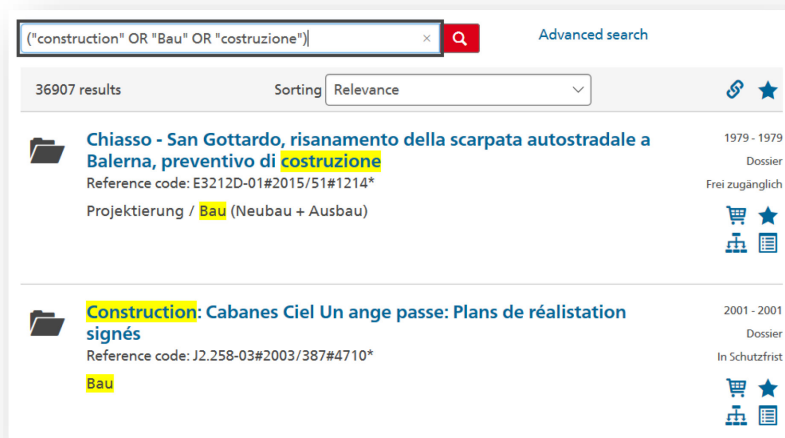 ("construction" OR "Bau" OR "costruzione")
Advanced search
36907 results
Sorting Relevance
Chiasso - San Gottardo, risanamento della scarpata autostradale a
Balerna, preventivo di costruzione
Reference code: E3212D-01#2015/51#1214*
Projektierung / Bau (Neubau + Ausbau)
1979 - 1979
Dossier
Frei zugänglich
Construction: Cabanes Ciel Un ange passe: Plans de réalistation
signés
Reference code: J2.258-03#2003/387#4710*
Bau
2001 - 2001
Dossier
In Schutzfrist